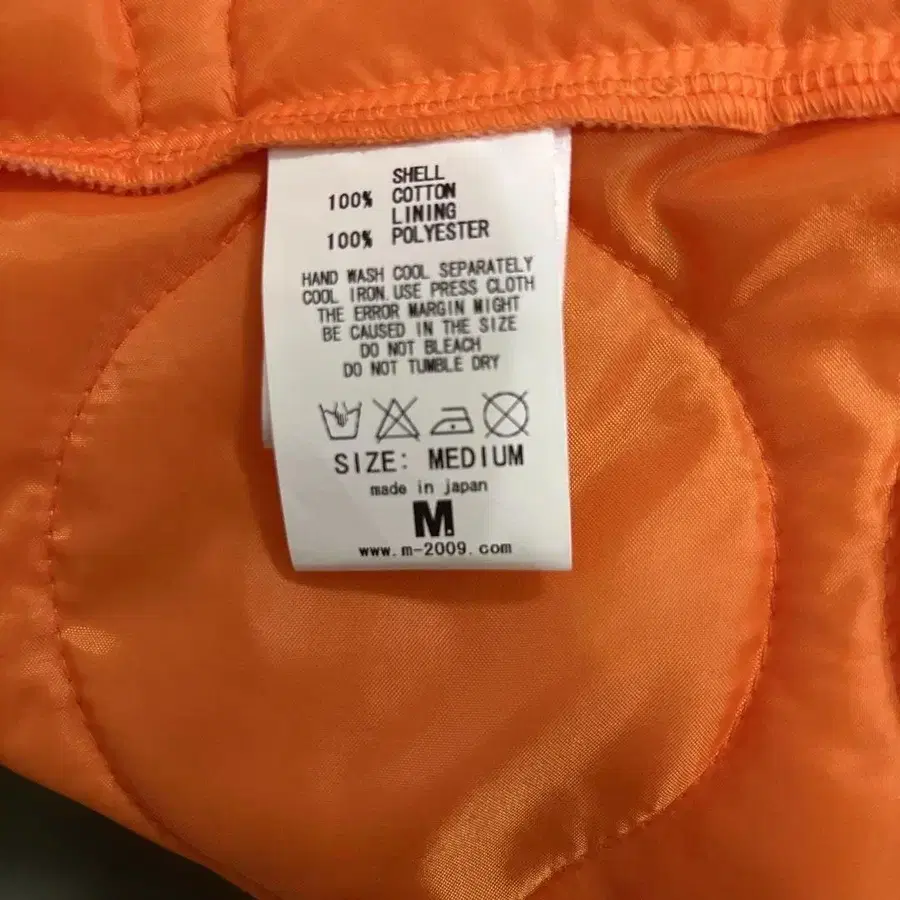 SHELL
100% COTTON
LINING
100% POLYESTER
HAND WASH COOL SEPARATELY
COOL IRON.USE PRESS CLOTH
THE ERROR MARGIN MIGHT
BE CAUSED IN THE SIZE
DO NOT BLEACH
DO NOT TUMBLE DRY
SIZE: MEDIUM
made in japan
M
www.m-2009.com